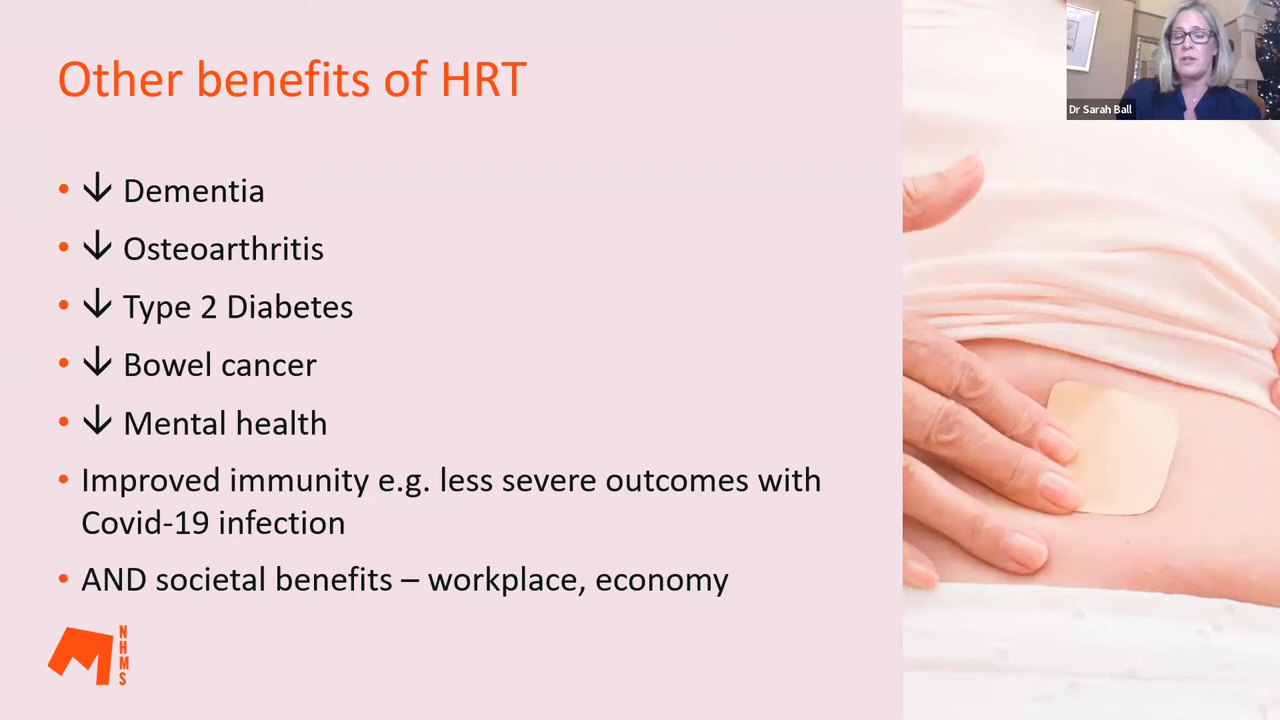 Other benefits of HRT
Dr Sarah Ball
• ↓ Dementia
• ↓ Osteoarthritis
• ↓ Type 2 Diabetes
• ↓ Bowel cancer
• ↓ Mental health
• Improved immunity e.g. less severe outcomes with
Covid-19 infection
• AND societal benefits – workplace, economy
NHMS